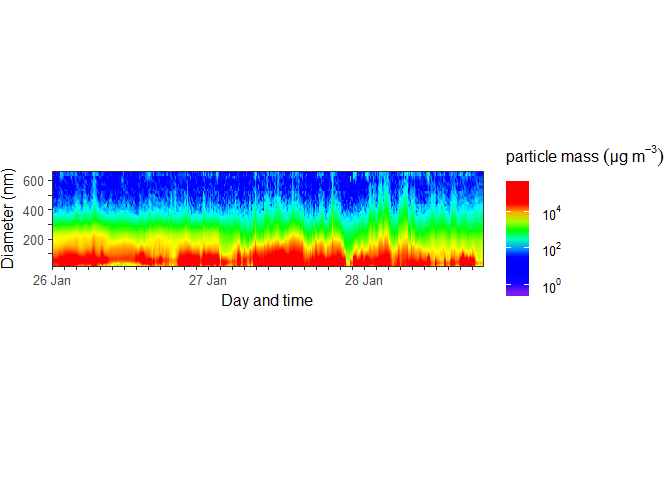 particle mass (µg m⁻³)
Diameter (nm)
600
400
200
10⁴
10²
10⁰
26 Jan
27 Jan
28 Jan
Day and time